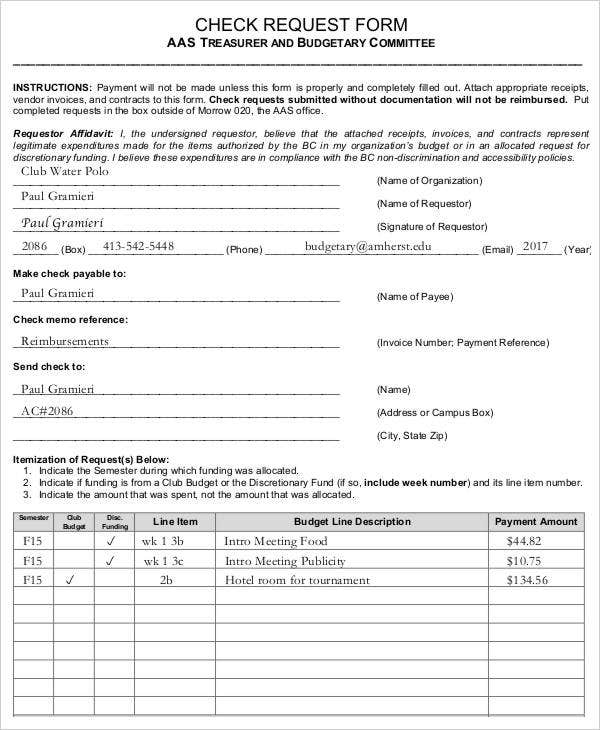 CHECK REQUEST FORM
AAS TREASURER AND BUDGETARY COMMITTEE
INSTRUCTIONS: Payment will not be made unless this form is properly and completely filled out. Attach appropriate receipts,
vendor invoices, and contracts to this form. Check requests submitted without documentation will not be reimbursed. Put
completed requests in the box outside of Morrow 020, the AAS office.
Requestor Affidavit: I, the undersigned requestor, believe that the attached receipts, invoices, and contracts represent
legitimate expenditures made for the items authorized by the BC in my organization's budget or in an allocated request for
discretionary funding. I believe these expenditures are in compliance with the BC non-discrimination and accessibility policies.
Club Water Polo (Name of Organization)
Paul Gramieri (Name of Requestor)
Paul Gramieri (Signature of Requestor)
2086 (Box) 413-542-5448 (Phone) budgetary@amherst.edu (Email) 2017 (Year)
Make check payable to:
Paul Gramieri (Name of Payee)
Check memo reference:
Reimbursements (Invoice Number; Payment Reference)
Send check to:
Paul Gramieri (Name)
AC#2086 (Address or Campus Box)
(City, State Zip)
Itemization of Request(s) Below:
1. Indicate the Semester during which funding was allocated.
2. Indicate if funding is from a Club Budget or the Discretionary Fund (if so, include week number) and its line item number.
3. Indicate the amount that was spent, not the amount that was allocated.
Semester Club Budget Disc. Funding Line Item Budget Line Description Payment Amount
F15 ✓ wk 1 3b Intro Meeting Food $44.82
F15 ✓ wk 1 3c Intro Meeting Publicity $10.75
F15 ✓ 2b Hotel room for tournament $134.56